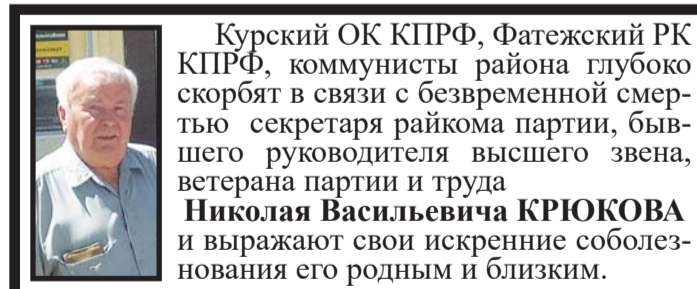 Курский ОК КПРФ, Фатежский РК
КПРФ, коммунисты района глубоко
скорбят в связи с безвременной смер-
тью секретаря райкома партии, быв-
шего руководителя высшего звена,
ветерана партии и труда
Николая Васильевича КРЮКОВА
и выражают свои искренние соболез-
нования его родным и близким.